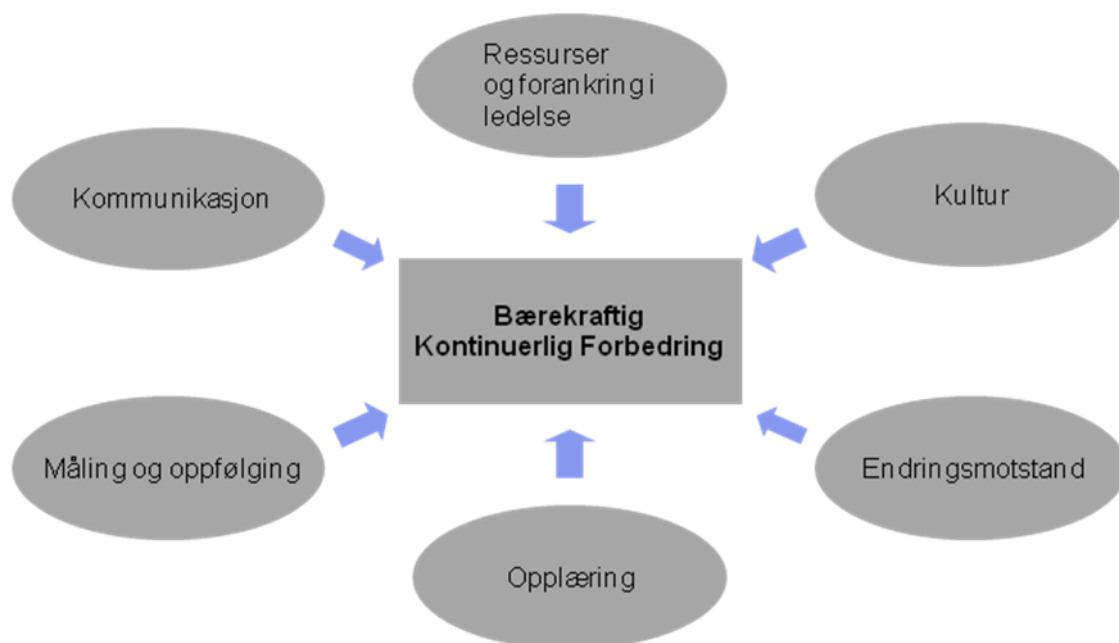 Ressurser
og forankring i
ledelse
Kommunikasjon
Kultur
Bærekraftig
Kontinuerlig Forbedring
Måling og oppfølging
Endringsmotstand
Opplæring